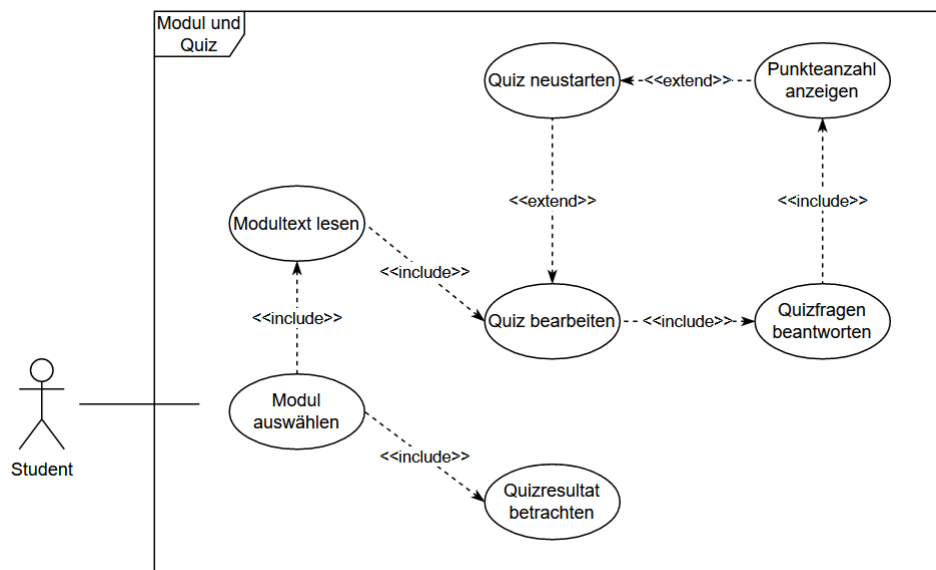 Modul und
Quiz
Quiz neustarten
<<extend>>
Punkteanzahl
anzeigen
<<extend>>
<<include>>
Modultext lesen
<<include>>
<<include>>
Quiz bearbeiten
<<include>>
Quizfragen
beantworten
Modul
auswählen
Student
<<include>>
Quizresultat
betrachten